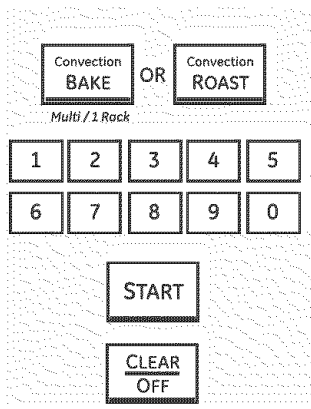 Convection Convection
BAKE OR ROAST
Multi / 1 Rack
1 2 3 4 5
6 7 8 9 0
START
CLEAR
OFF